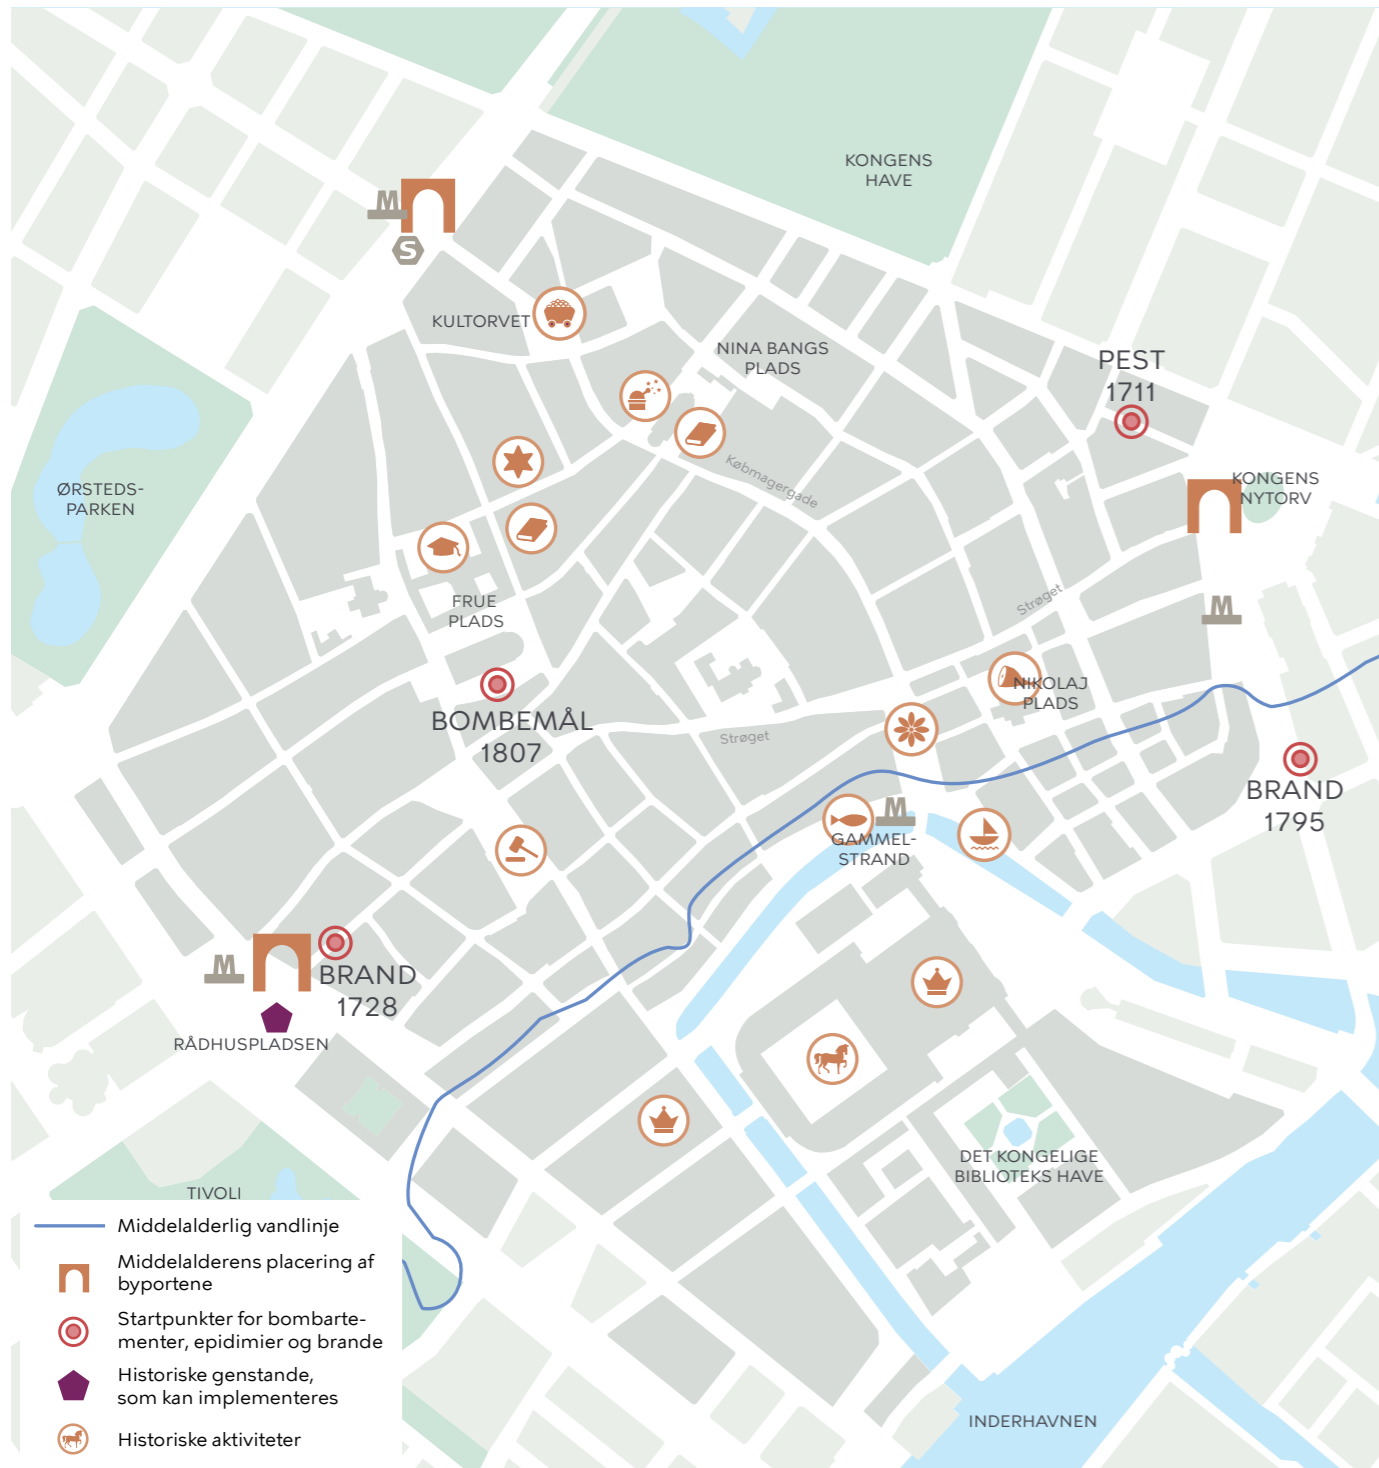 KONGENS
HAVE
M
S
KULTORVET
NINA BANGS
PLADS
PEST
1711
Købmagergade
ØRSTEDS-
PARKEN
KONGENS
NYTORV
M
FRUE
PLADS
Strøget
NIKOLAJ
PLADS
BOMBEMÅL
1807
Strøget
BRAND
1795
M
GAMMEL-
STRAND
M
BRAND
1728
RÅDHUSPLADSEN
DET KONGELIGE
BIBLIOTEKS HAVE
TIVOLI
INDERHAVNEN
Middelalderlig vandlinje
Middelalderens placering af
byportene
Startpunkter for bombarte-
menter, epidimier og brande
Historiske genstande,
som kan implementeres
Historiske aktiviteter